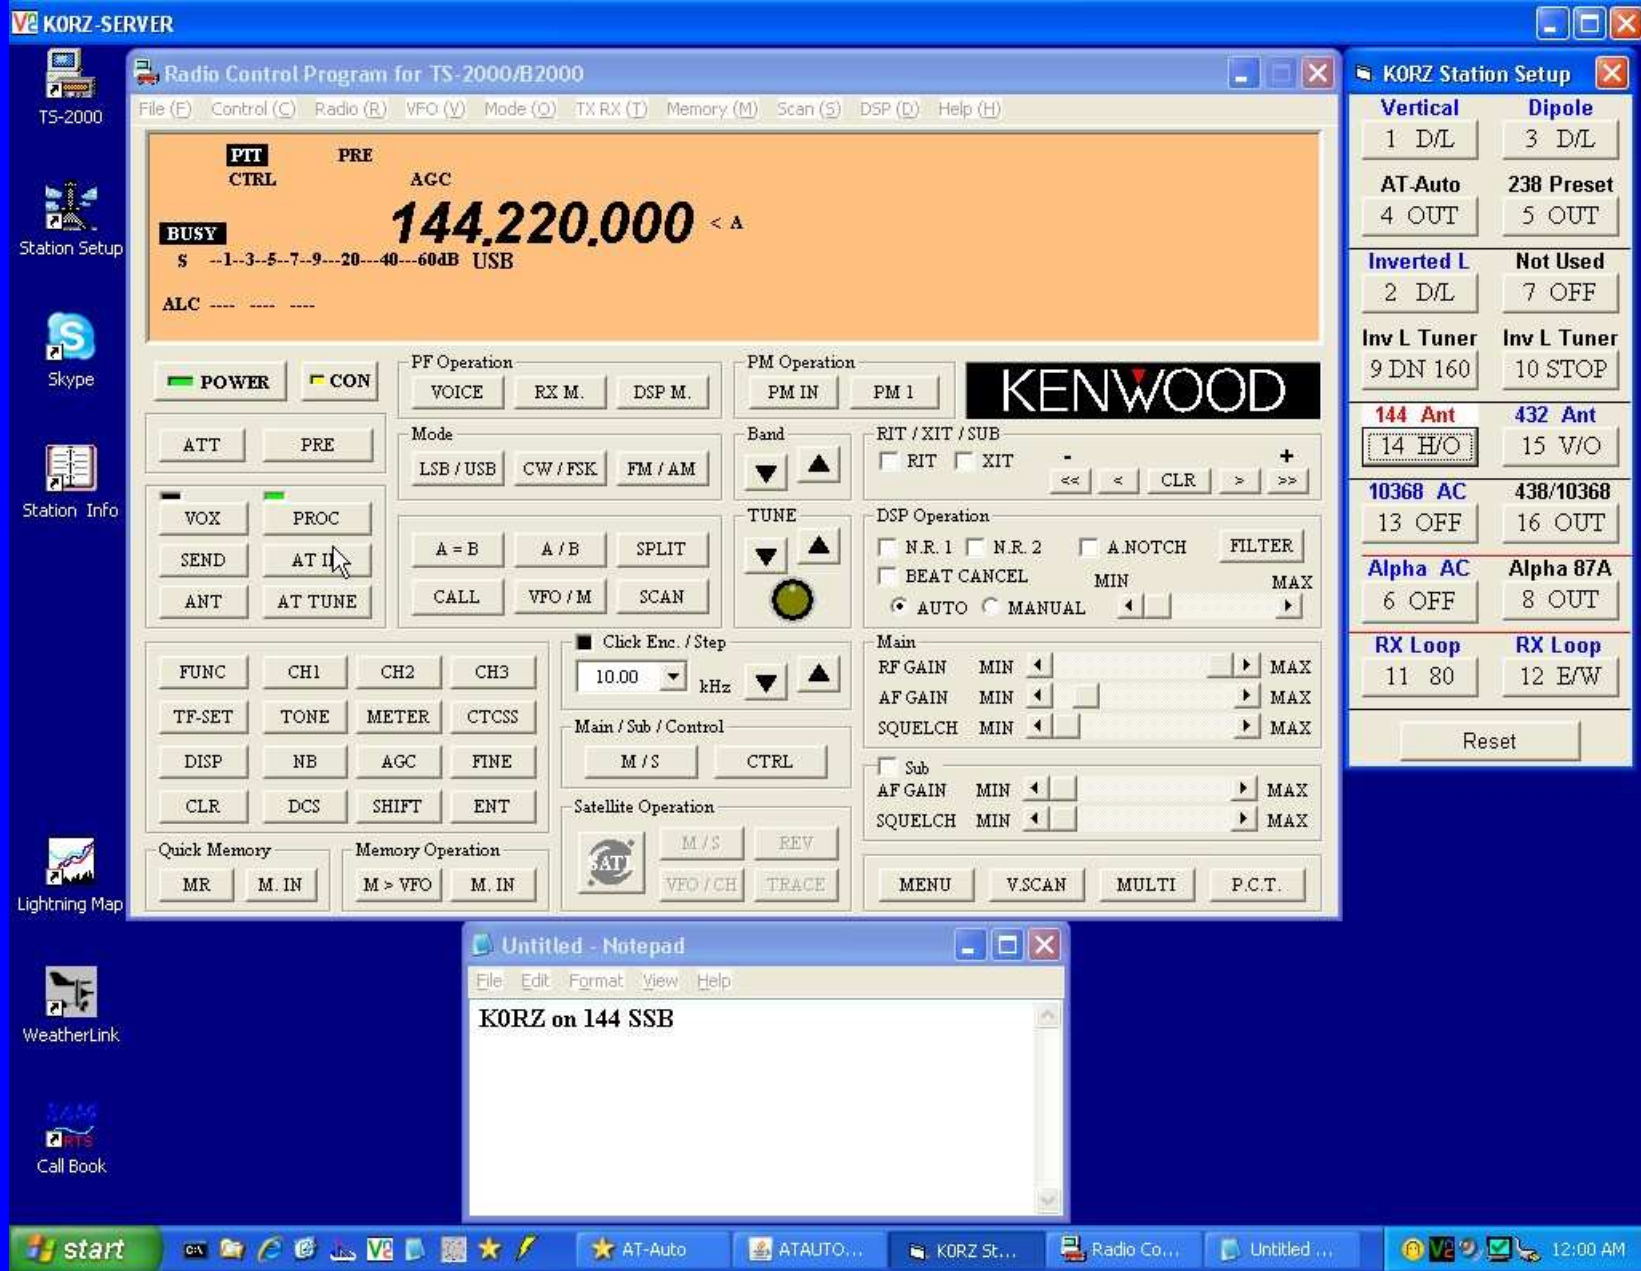 K0RZ-SERVER
TS-2000
Station Setup
Skype
Station Info
Lightning Map
WeatherLink
Call Book
Radio Control Program for TS-2000/B2000
File (F) Control (C) Radio (R) VFO (V) Mode (O) TX RX (T) Memory (M) Scan (S) DSP (D) Help (H)
PTT PRE
CTRL AGC
144.220.000 < A
BUSY
S --1--3--5--7--9---20---40---60dB USB
ALC ---- ---- ----
POWER CON
PF Operation
VOICE RX M. DSP M.
PM Operation
PM IN PM 1
KENWOOD
ATT PRE
Mode
LSB / USB CW / FSK FM / AM
Band
RIT / XIT / SUB
RIT XIT - +
<< < CLR > >>
VOX PROC
SEND
ANT AT TUNE
A = B A / B SPLIT
CALL VFO / M SCAN
TUNE
DSP Operation
N.R. 1 N.R. 2 A.NOTCH FILTER
BEAT CANCEL MIN MAX
AUTO MANUAL
FUNC CH1 CH2 CH3
TF-SET TONE METER CTCSS
DISP NB AGC FINE
CLR DCS SHIFT ENT
Click Enc. / Step
10.00 kHz
Main / Sub / Control
M / S CTRL
Main
RF GAIN MIN MAX
AF GAIN MIN MAX
SQUELCH MIN MAX
Sub
AF GAIN MIN MAX
SQUELCH MIN MAX
Satellite Operation
SATL
M / S REV
VFO / CH TRACE
Quick Memory
MR M. IN
Memory Operation
M > VFO M. IN
MENU V.SCAN MULTI P.C.T.
K0RZ Station Setup
Vertical Dipole
1 D/L 3 D/L
AT-Auto 238 Preset
4 OUT 5 OUT
Inverted L Not Used
2 D/L 7 OFF
Inv L Tuner Inv L Tuner
9 DN 160 10 STOP
144 Ant 432 Ant
14 H/O 15 V/O
10368 AC 438/10368
13 OFF 16 OUT
Alpha AC Alpha 87A
6 OFF 8 OUT
RX Loop RX Loop
11 80 12 E/W
Reset
Untitled - Notepad
File Edit Format View Help
K0RZ on 144 SSB
start
AT-Auto
ATAUTO...
K0RZ St...
Radio Co...
Untitled ...
12:00 AM